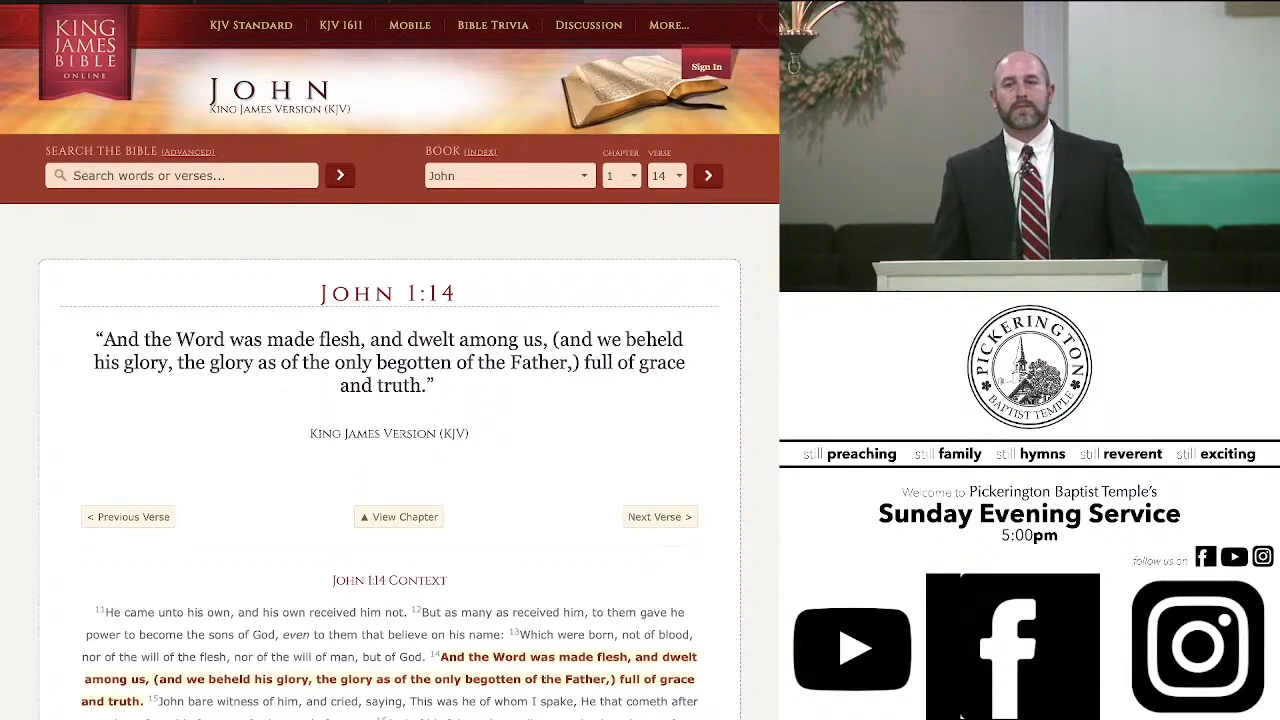 KING
JAMES
BIBLE
ONLINE
KJV STANDARD
KJV 1611
MOBILE
BIBLE TRIVIA
DISCUSSION
MORE...
Sign In
JOHN
KING JAMES VERSION (KJV)
SEARCH THE BIBLE (ADVANCED)
BOOK (INDEX)
CHAPTER
VERSE
Search words or verses...
John
1
14
JOHN 1:14
“And the Word was made flesh, and dwelt among us, (and we beheld
his glory, the glory as of the only begotten of the Father,) full of grace
and truth.”
KING JAMES VERSION (KJV)
< Previous Verse
▲ View Chapter
Next Verse >
JOHN 1:14 CONTEXT
11He came unto his own, and his own received him not. 12But as many as received him, to them gave he
power to become the sons of God, even to them that believe on his name: 13Which were born, not of blood,
nor of the will of the flesh, nor of the will of man, but of God. 14And the Word was made flesh, and dwelt
among us, (and we beheld his glory, the glory as of the only begotten of the Father,) full of grace
and truth. 15John bare witness of him, and cried, saying, This was he of whom I spake, He that cometh after
PICKERINGTON
BAPTIST TEMPLE
still preaching still family still hymns still reverent still exciting
Welcome to Pickerington Baptist Temple's
Sunday Evening Service
5:00pm
follow us on